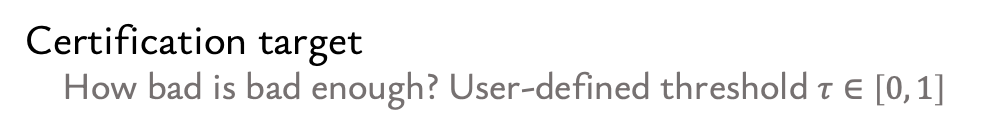 Certification target
How bad is bad enough? User-defined threshold τ ∈ [0, 1]